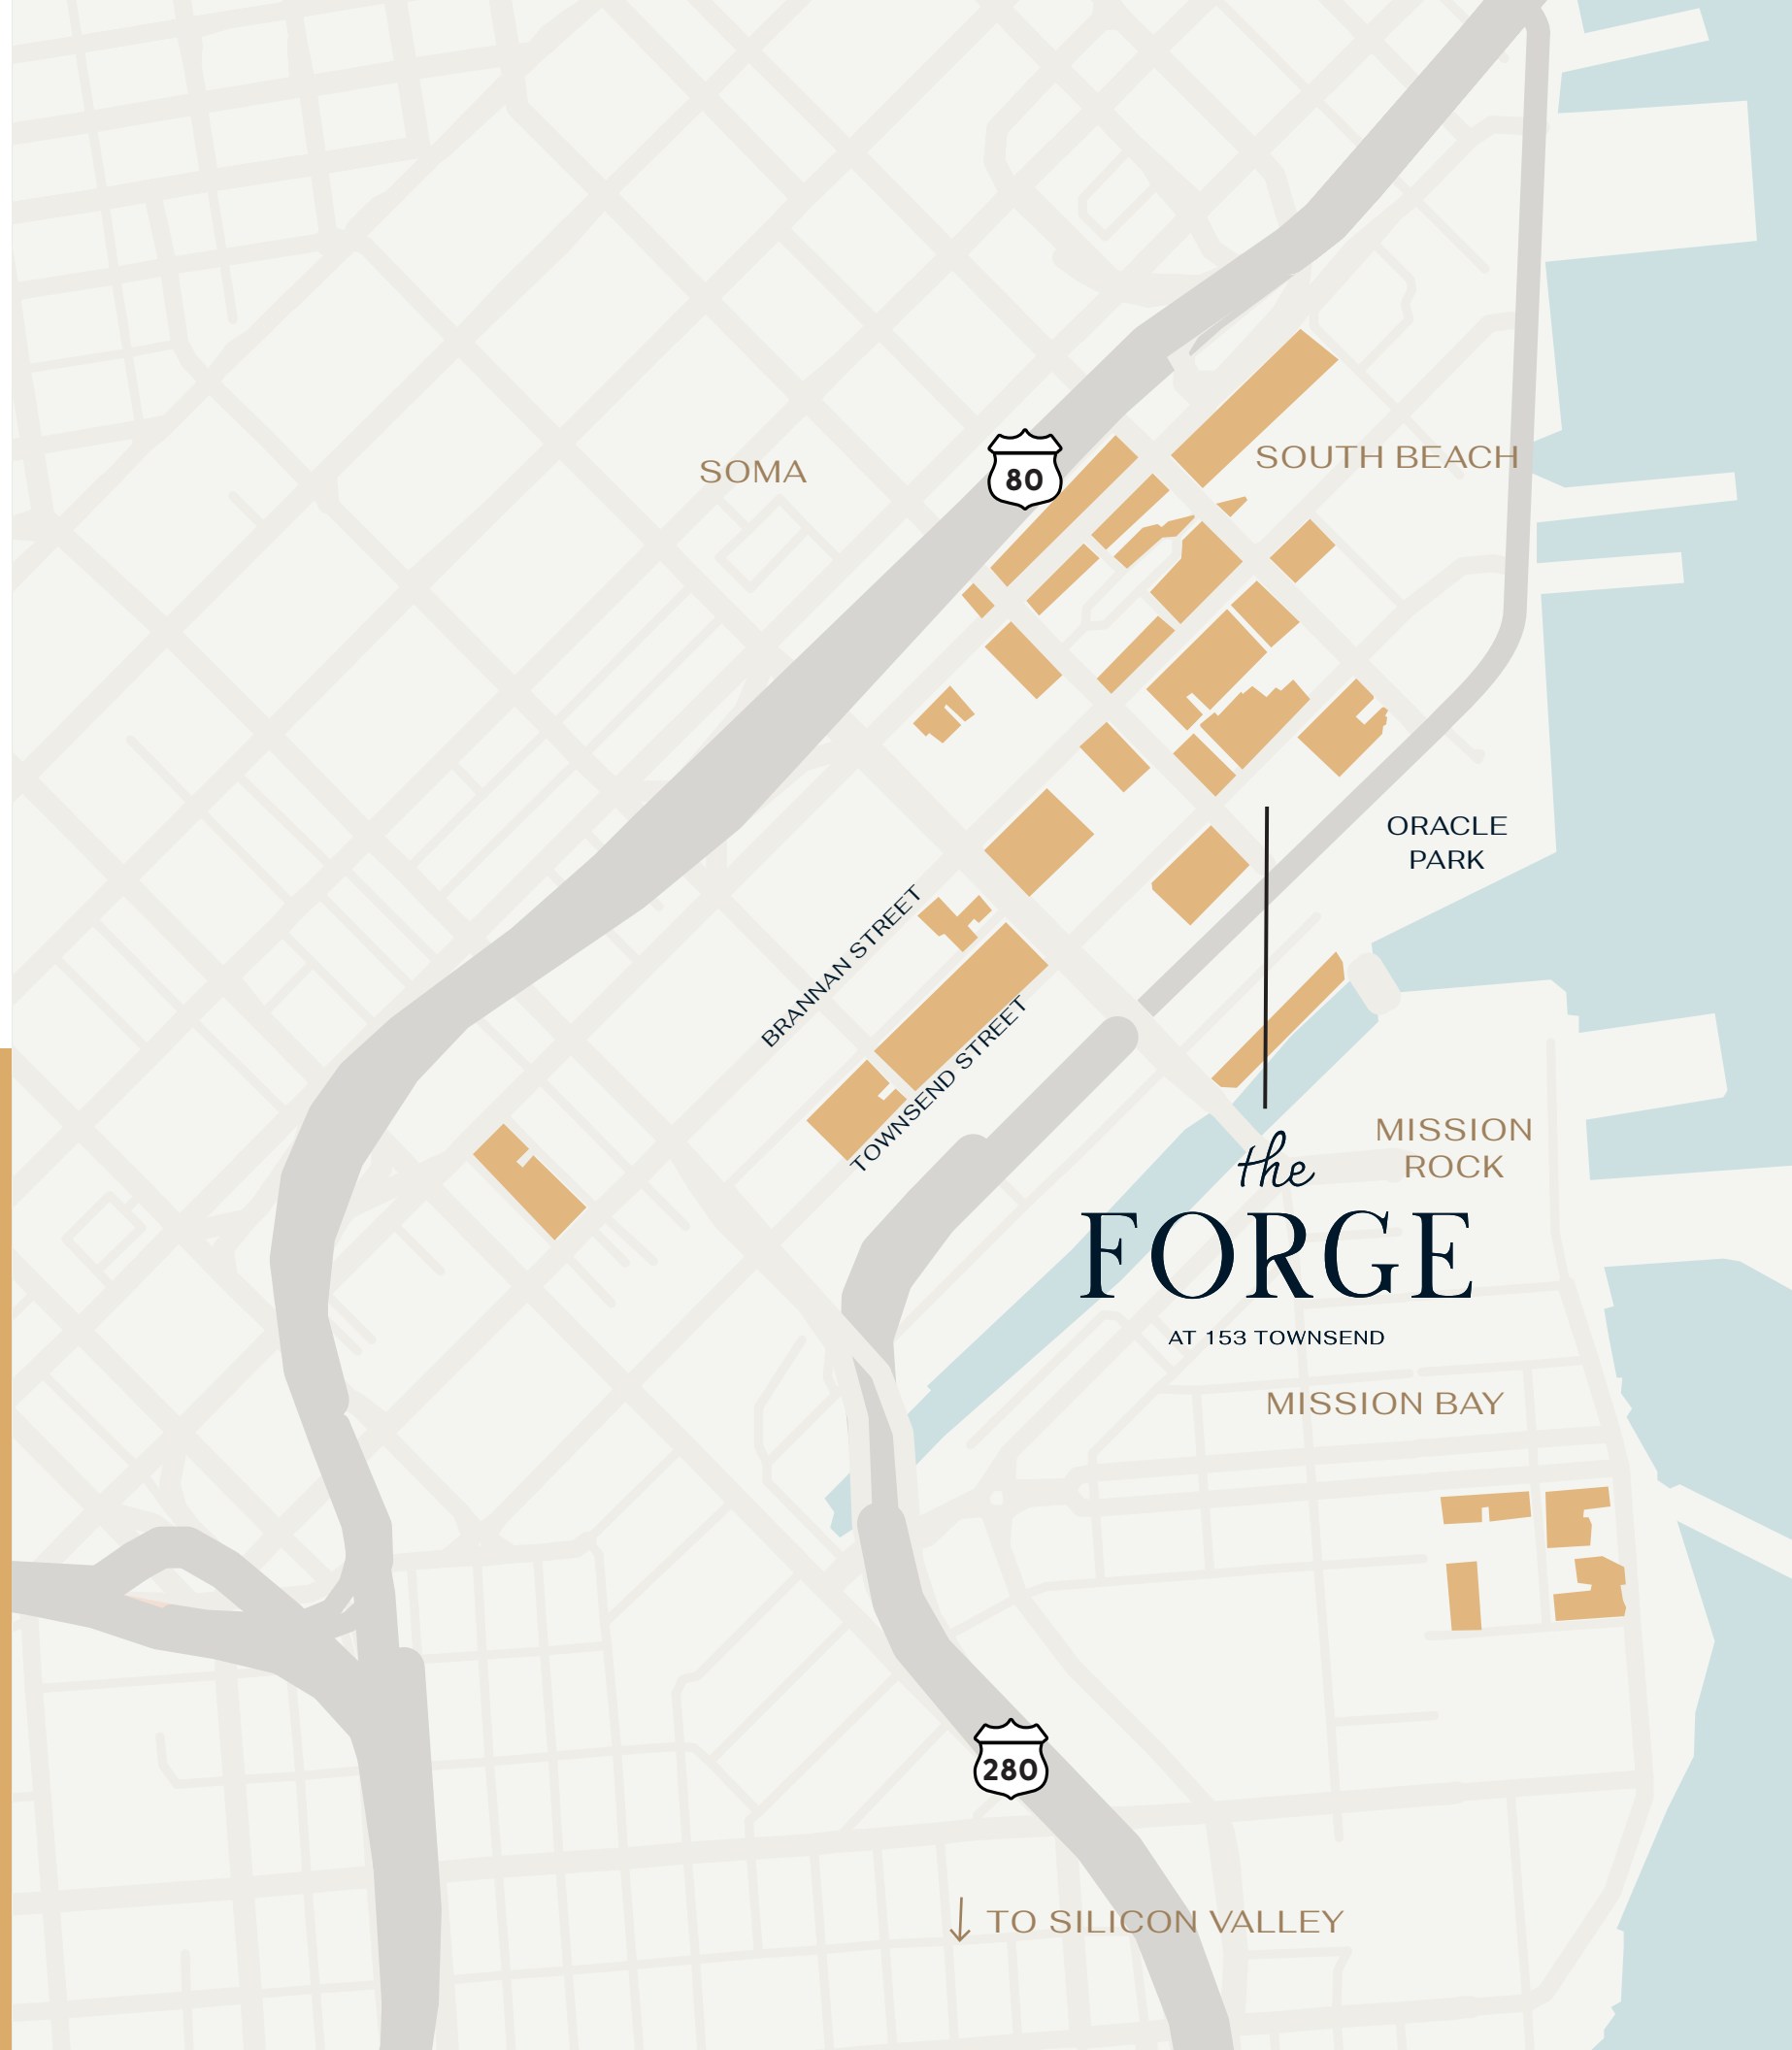 SOMA
80
SOUTH BEACH
ORACLE
PARK
BRANNAN STREET
TOWNSEND STREET
MISSION
ROCK
the
FORGE
AT 153 TOWNSEND
MISSION BAY
280
TO SILICON VALLEY